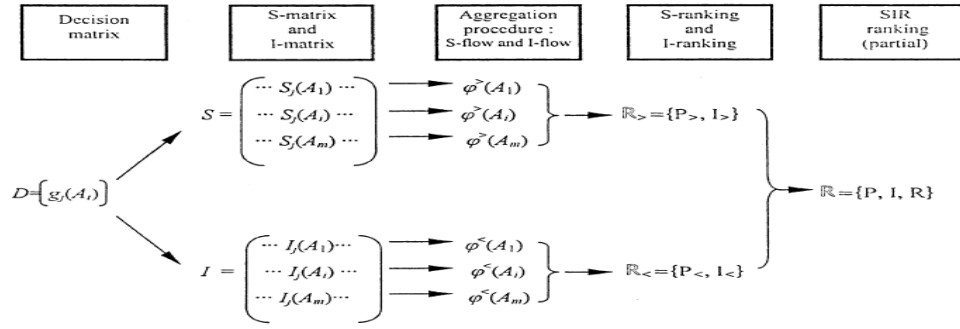 Decision
matrix
S-matrix
and
I-matrix
Aggregation
procedure :
S-flow and I-flow
S-ranking
and
I-ranking
SIR
ranking
(partial)
S = ( ··· Sj(A1) ··· ) φ>(A1)
··· Sj(Ai) ··· φ>(Ai) ℝ>={P>, I>}
··· Sj(Am) ··· φ>(Am)
D=[gj(Ai)] ℝ={P, I, R}
··· Ij(A1)··· φ<(A1)
I = ··· Ij(Ai) ··· φ<(Ai) ℝ<={P<, I<}
··· Ij(Am)··· φ<(Am)